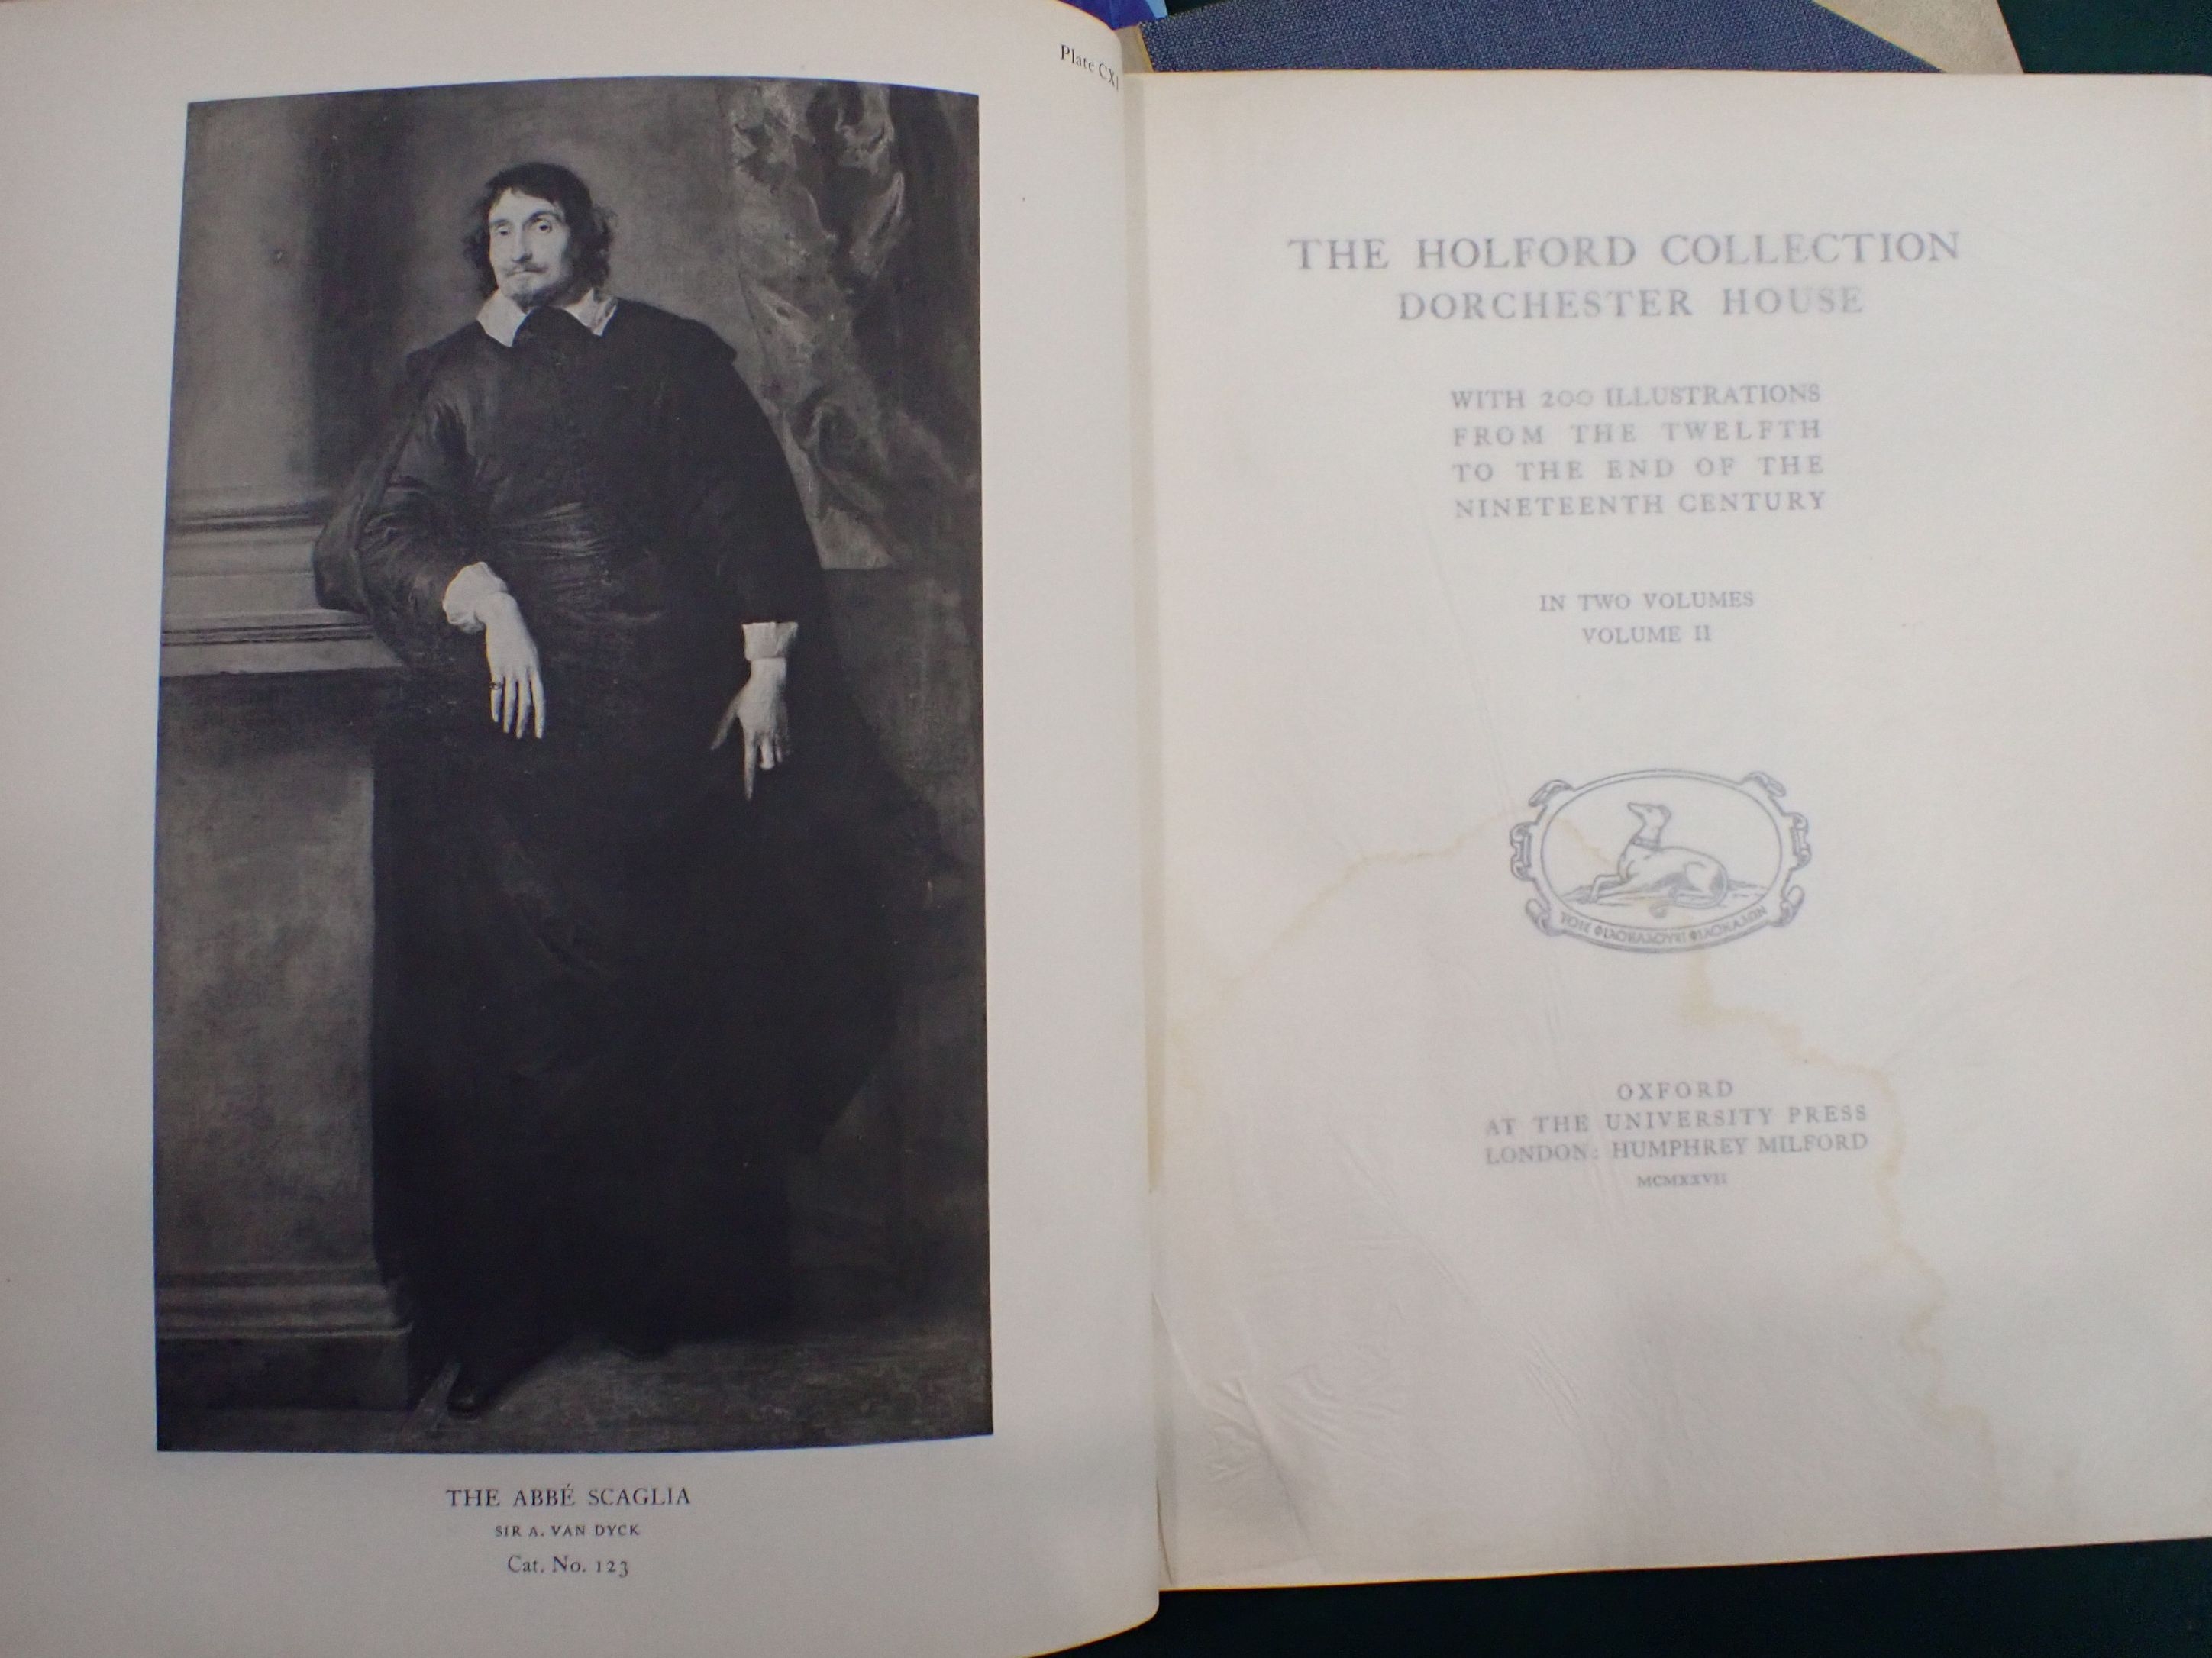 Plate CXI
THE ABBÉ SCAGLIA
SIR A. VAN DYCK
Cat. No. 123
THE HOLFORD COLLECTION
DORCHESTER HOUSE
WITH 200 ILLUSTRATIONS
FROM THE TWELFTH
TO THE END OF THE
NINETEENTH CENTURY
IN TWO VOLUMES
VOLUME II
OXFORD
AT THE UNIVERSITY PRESS
LONDON: HUMPHREY MILFORD
MCMXXVII